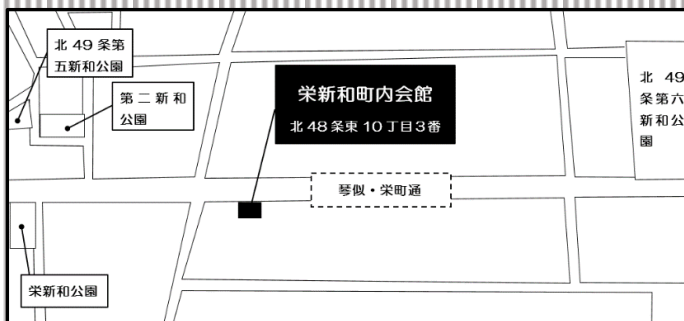 北 49 条第
五新和公園
第二新和
公園
栄新和町内会館
北 48 条東 10 丁目 3 番
琴似・栄町通
北 49
条第六
新和公
園
栄新和公園